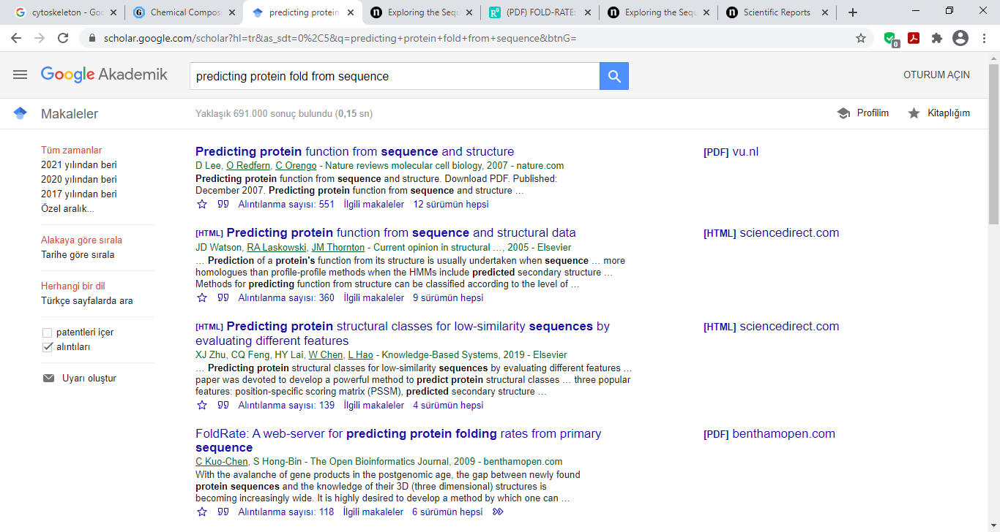 cytoskeleton - Goo
Chemical Compos
predicting protein
Exploring the Sequ
(PDF) FOLD-RATE:
Exploring the Sequ
Scientific Reports
scholar.google.com/scholar?hl=tr&as_sdt=0%2C5&q=predicting+protein+fold+from+sequence&btnG=
0
Google Akademik
predicting protein fold from sequence
OTURUM AÇIN
Makaleler
Yaklaşık 691.000 sonuç bulundu (0,15 sn)
Profilim
Kitaplığım
Tüm zamanlar
2021 yılından beri
2020 yılından beri
2017 yılından beri
Özel aralık...
Alakaya göre sırala
Tarihe göre sırala
Herhangi bir dil
Türkçe sayfalarda ara
patentleri içer
alıntıları
Uyarı oluştur
Predicting protein function from sequence and structure
D Lee, O Redfern, C Orengo - Nature reviews molecular cell biology, 2007 - nature.com
Predicting protein function from sequence and structure. Download PDF. Published:
December 2007. Predicting protein function from sequence and structure …
Alıntılanma sayısı: 551 İlgili makaleler 12 sürümün hepsi
[PDF] vu.nl
[HTML] Predicting protein function from sequence and structural data
JD Watson, RA Laskowski, JM Thornton - Current opinion in structural …, 2005 - Elsevier
… Prediction of a protein's function from its structure is usually undertaken when sequence … more
homologues than profile-profile methods when the HMMs include predicted secondary structure …
Methods for predicting function from structure can be classified according to the level of …
Alıntılanma sayısı: 360 İlgili makaleler 9 sürümün hepsi
[HTML] sciencedirect.com
[HTML] Predicting protein structural classes for low-similarity sequences by
evaluating different features
XJ Zhu, CQ Feng, HY Lai, W Chen, L Hao - Knowledge-Based Systems, 2019 - Elsevier
… Predicting protein structural classes for low-similarity sequences by evaluating different features …
paper was devoted to develop a powerful method to predict protein structural classes … three popular
features: position-specific scoring matrix (PSSM), predicted secondary structure …
Alıntılanma sayısı: 139 İlgili makaleler 4 sürümün hepsi
[HTML] sciencedirect.com
FoldRate: A web-server for predicting protein folding rates from primary
sequence
C Kuo-Chen, S Hong-Bin - The Open Bioinformatics Journal, 2009 - benthamopen.com
With the avalanche of gene products in the postgenomic age, the gap between newly found
protein sequences and the knowledge of their 3D (three dimensional) structures is
becoming increasingly wide. It is highly desired to develop a method by which one can …
Alıntılanma sayısı: 118 İlgili makaleler 6 sürümün hepsi
[PDF] benthamopen.com